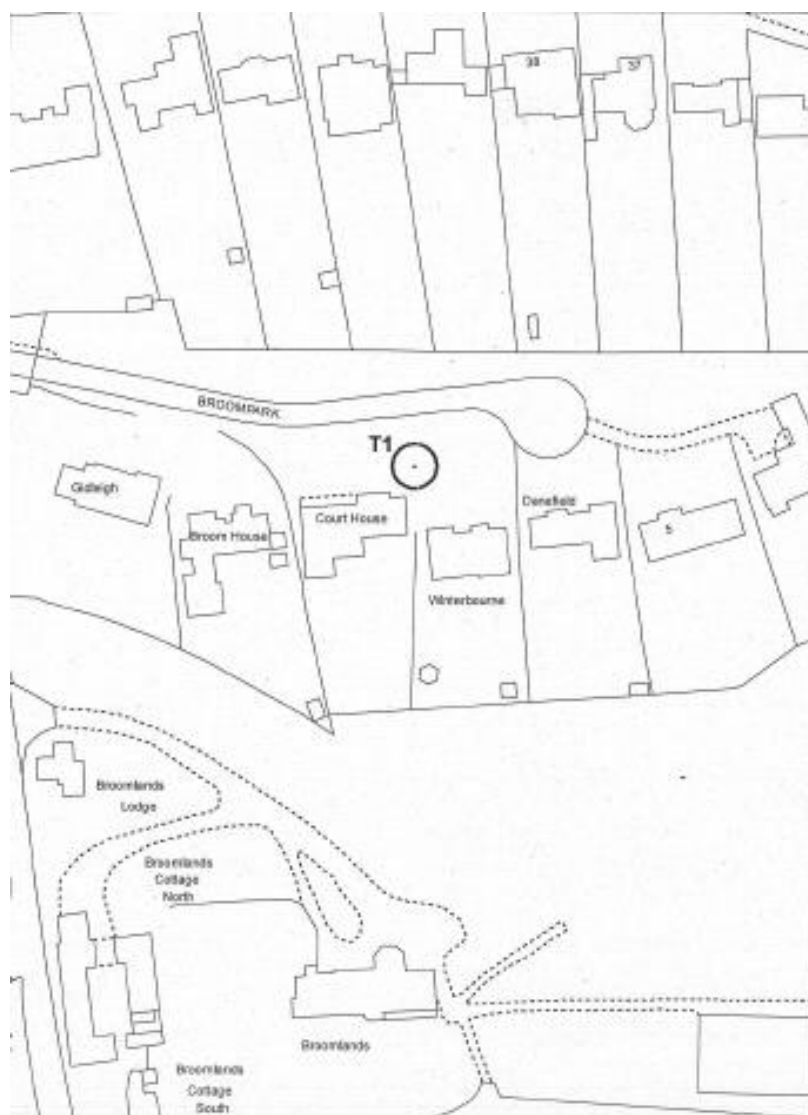 38
37
BROOMPARK
T1
Gidleigh
Court House
Broom House
Danefield
5
Winterbourne
Broomlands
Lodge
Broomlands
Cottage
North
Broomlands
Broomlands
Cottage
South